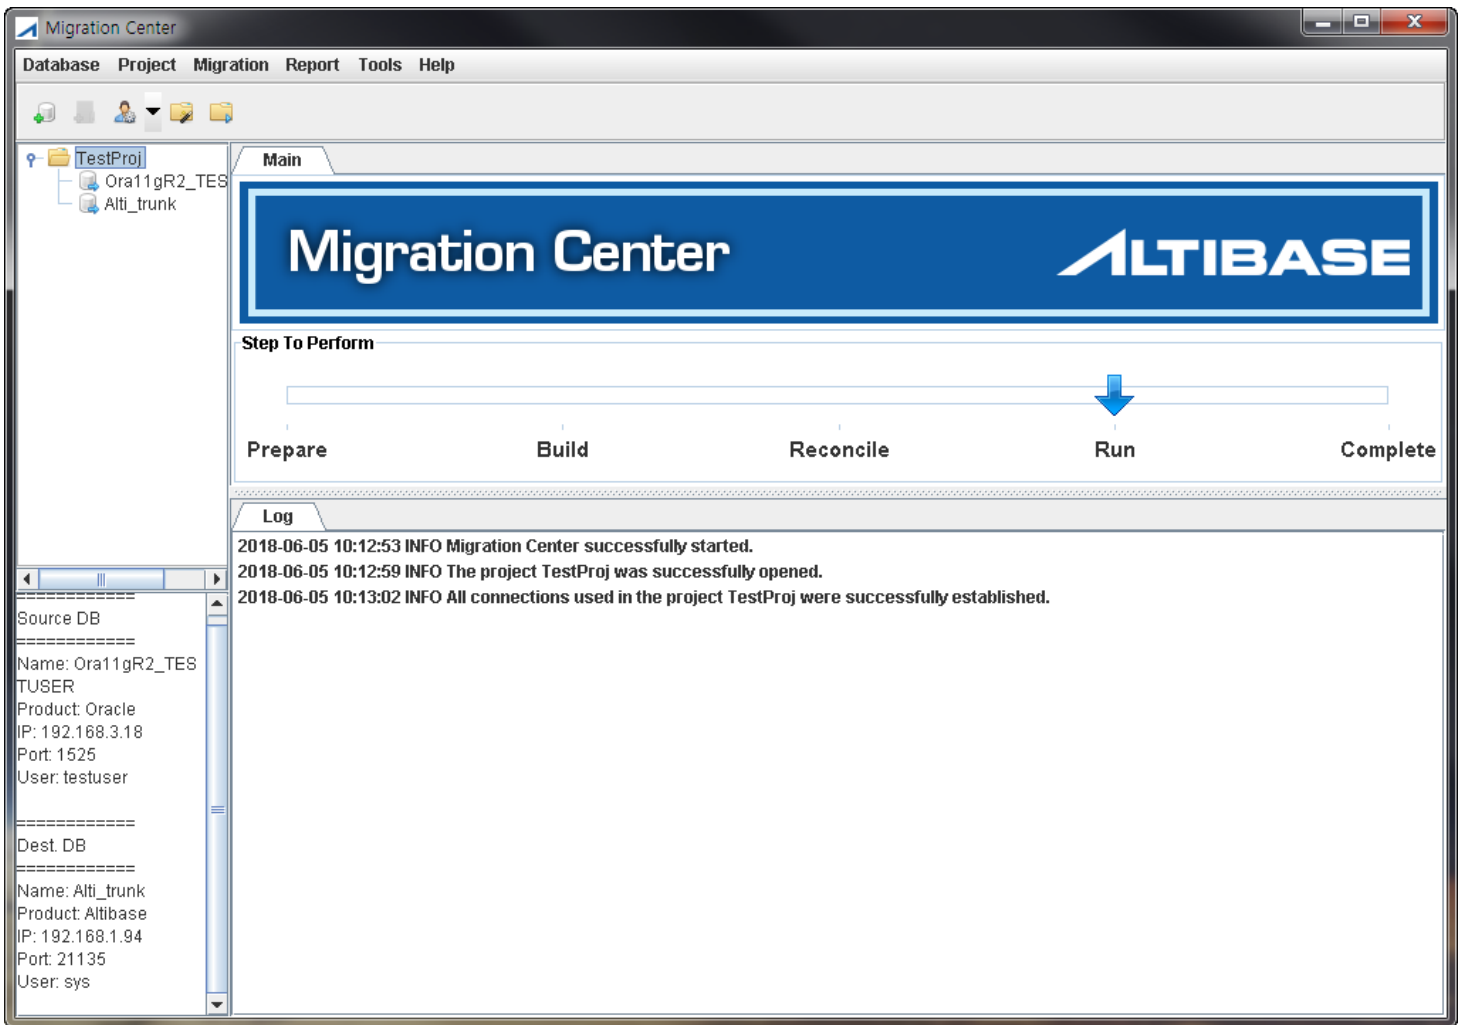 Migration Center
Database Project Migration Report Tools Help
TestProj
Ora11gR2_TES
Alti_trunk
Main
Migration Center
ALTIBASE
Step To Perform
Prepare Build Reconcile Run Complete
Log
2018-06-05 10:12:53 INFO Migration Center successfully started.
2018-06-05 10:12:59 INFO The project TestProj was successfully opened.
2018-06-05 10:13:02 INFO All connections used in the project TestProj were successfully established.
============
Source DB
============
Name: Ora11gR2_TES
TUSER
Product: Oracle
IP: 192.168.3.18
Port: 1525
User: testuser
============
Dest. DB
============
Name: Alti_trunk
Product: Altibase
IP: 192.168.1.94
Port: 21135
User: sys